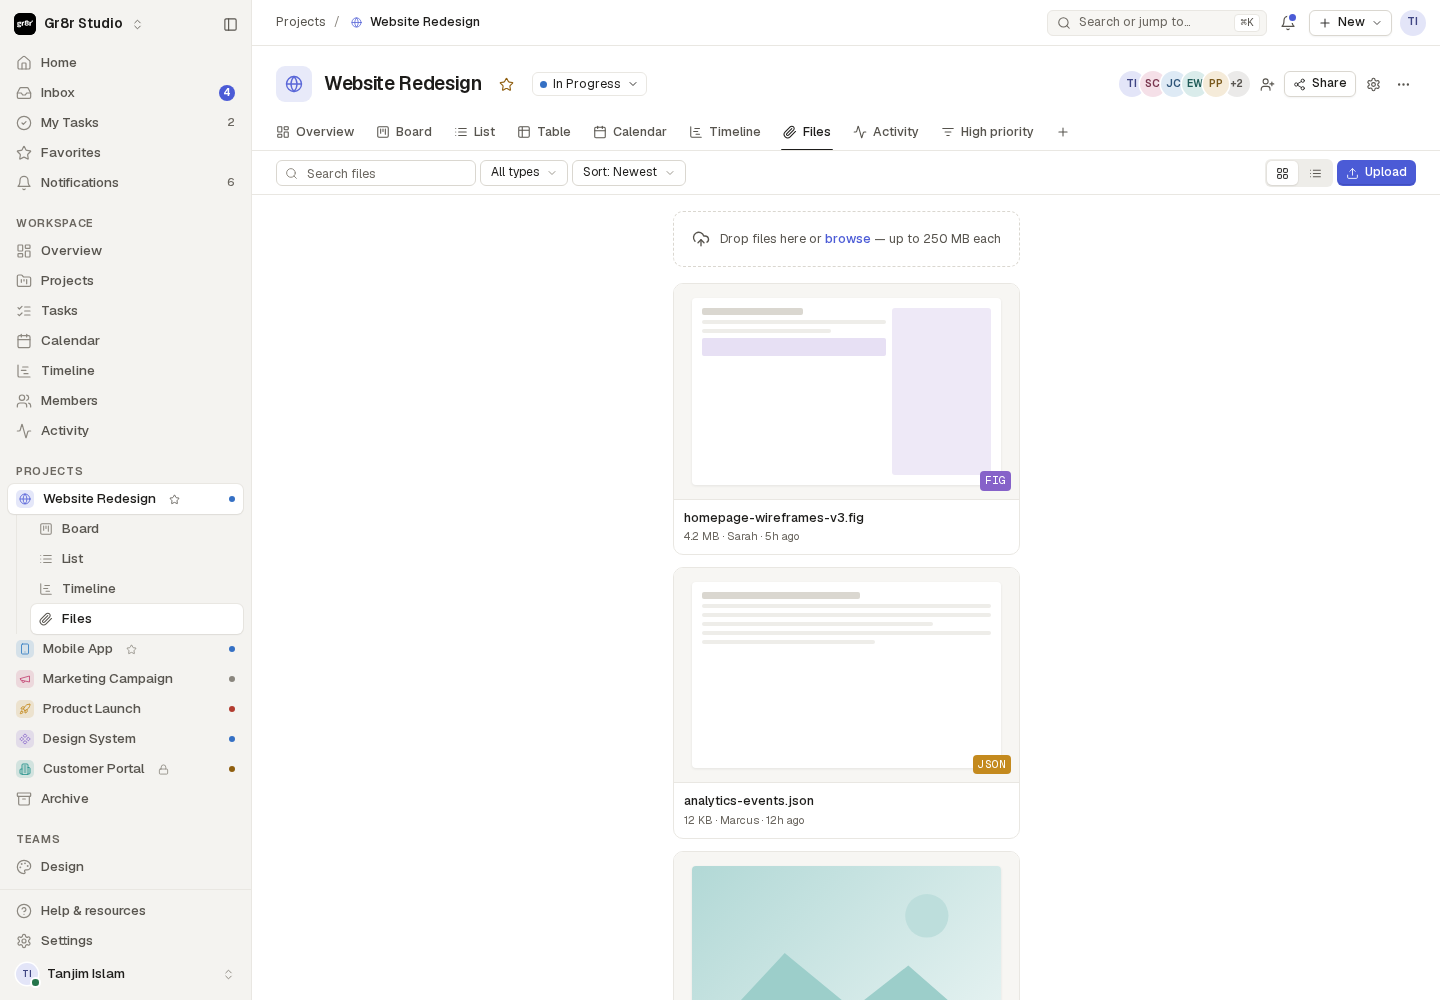 gr8r
Gr8r Studio
Home
Inbox 4
My Tasks 2
Favorites
Notifications 6
WORKSPACE
Overview
Projects
Tasks
Calendar
Timeline
Members
Activity
PROJECTS
Website Redesign
Board
List
Timeline
Files
Mobile App
Marketing Campaign
Product Launch
Design System
Customer Portal
Archive
TEAMS
Design
Help & resources
Settings
TI Tanjim Islam
Projects / Website Redesign
Search or jump to... ⌘K
New
TI
Website Redesign
In Progress
TI SC JC EW PP +2
Share
Overview Board List Table Calendar Timeline Files Activity High priority
Search files
All types
Sort: Newest
Upload
Drop files here or browse — up to 250 MB each
FIG
homepage-wireframes-v3.fig
4.2 MB · Sarah · 5h ago
JSON
analytics-events.json
12 KB · Marcus · 12h ago